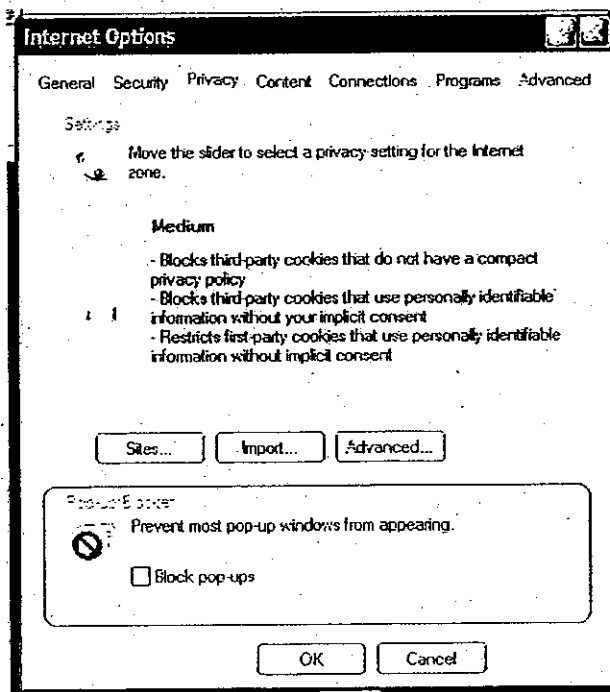 Internet Options
General Security Privacy Content Connections Programs Advanced
Settings
Move the slider to select a privacy setting for the Internet
zone.
Medium
- Blocks third-party cookies that do not have a compact
privacy policy
- Blocks third-party cookies that use personally identifiable
information without your implicit consent
- Restricts first-party cookies that use personally identifiable
information without implicit consent
Sites... Import... Advanced...
Pop-up Blocker
Prevent most pop-up windows from appearing.
Block pop-ups
OK Cancel